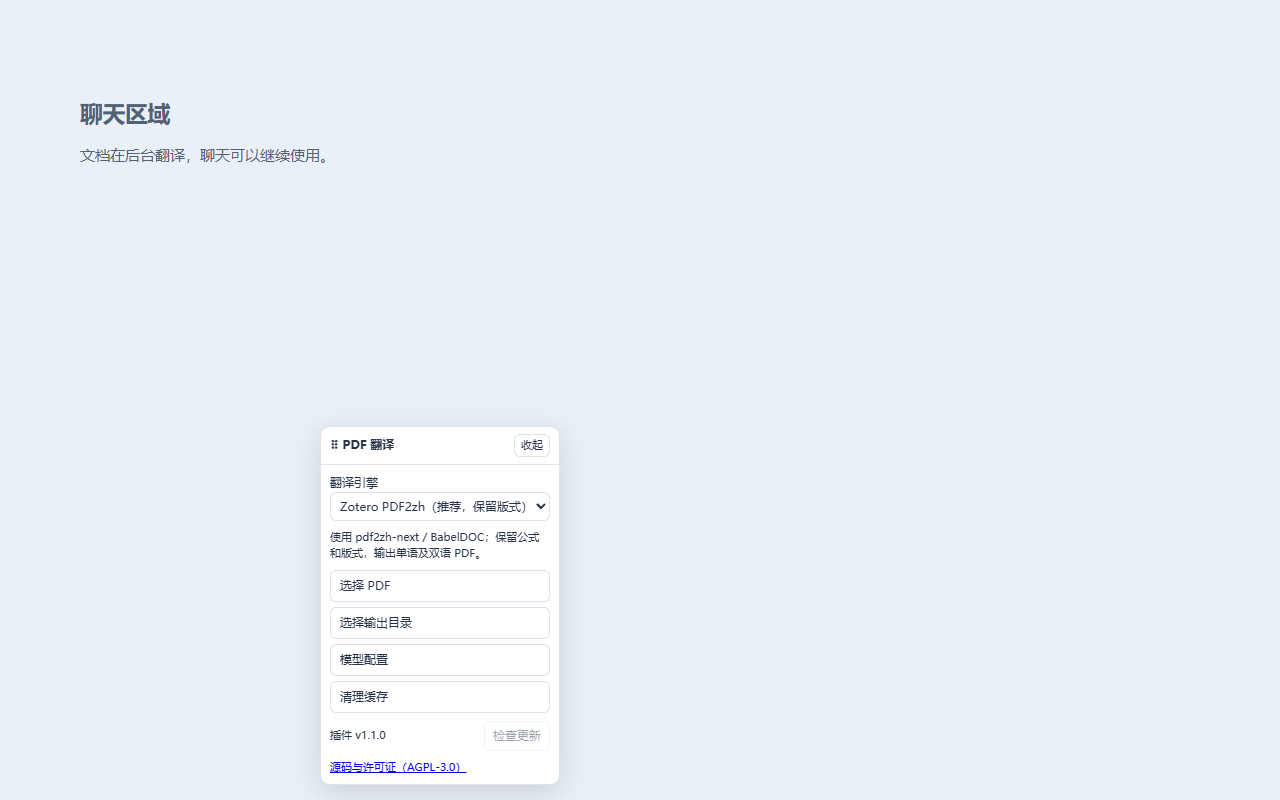 聊天区域
文档在后台翻译，聊天可以继续使用。
⠿ PDF 翻译
收起
翻译引擎
Zotero PDF2zh（推荐，保留版式）
使用 pdf2zh-next / BabelDOC；保留公式
和版式，输出单语及双语 PDF。
选择 PDF
选择输出目录
模型配置
清理缓存
插件 v1.1.0
检查更新
源码与许可证（AGPL-3.0）